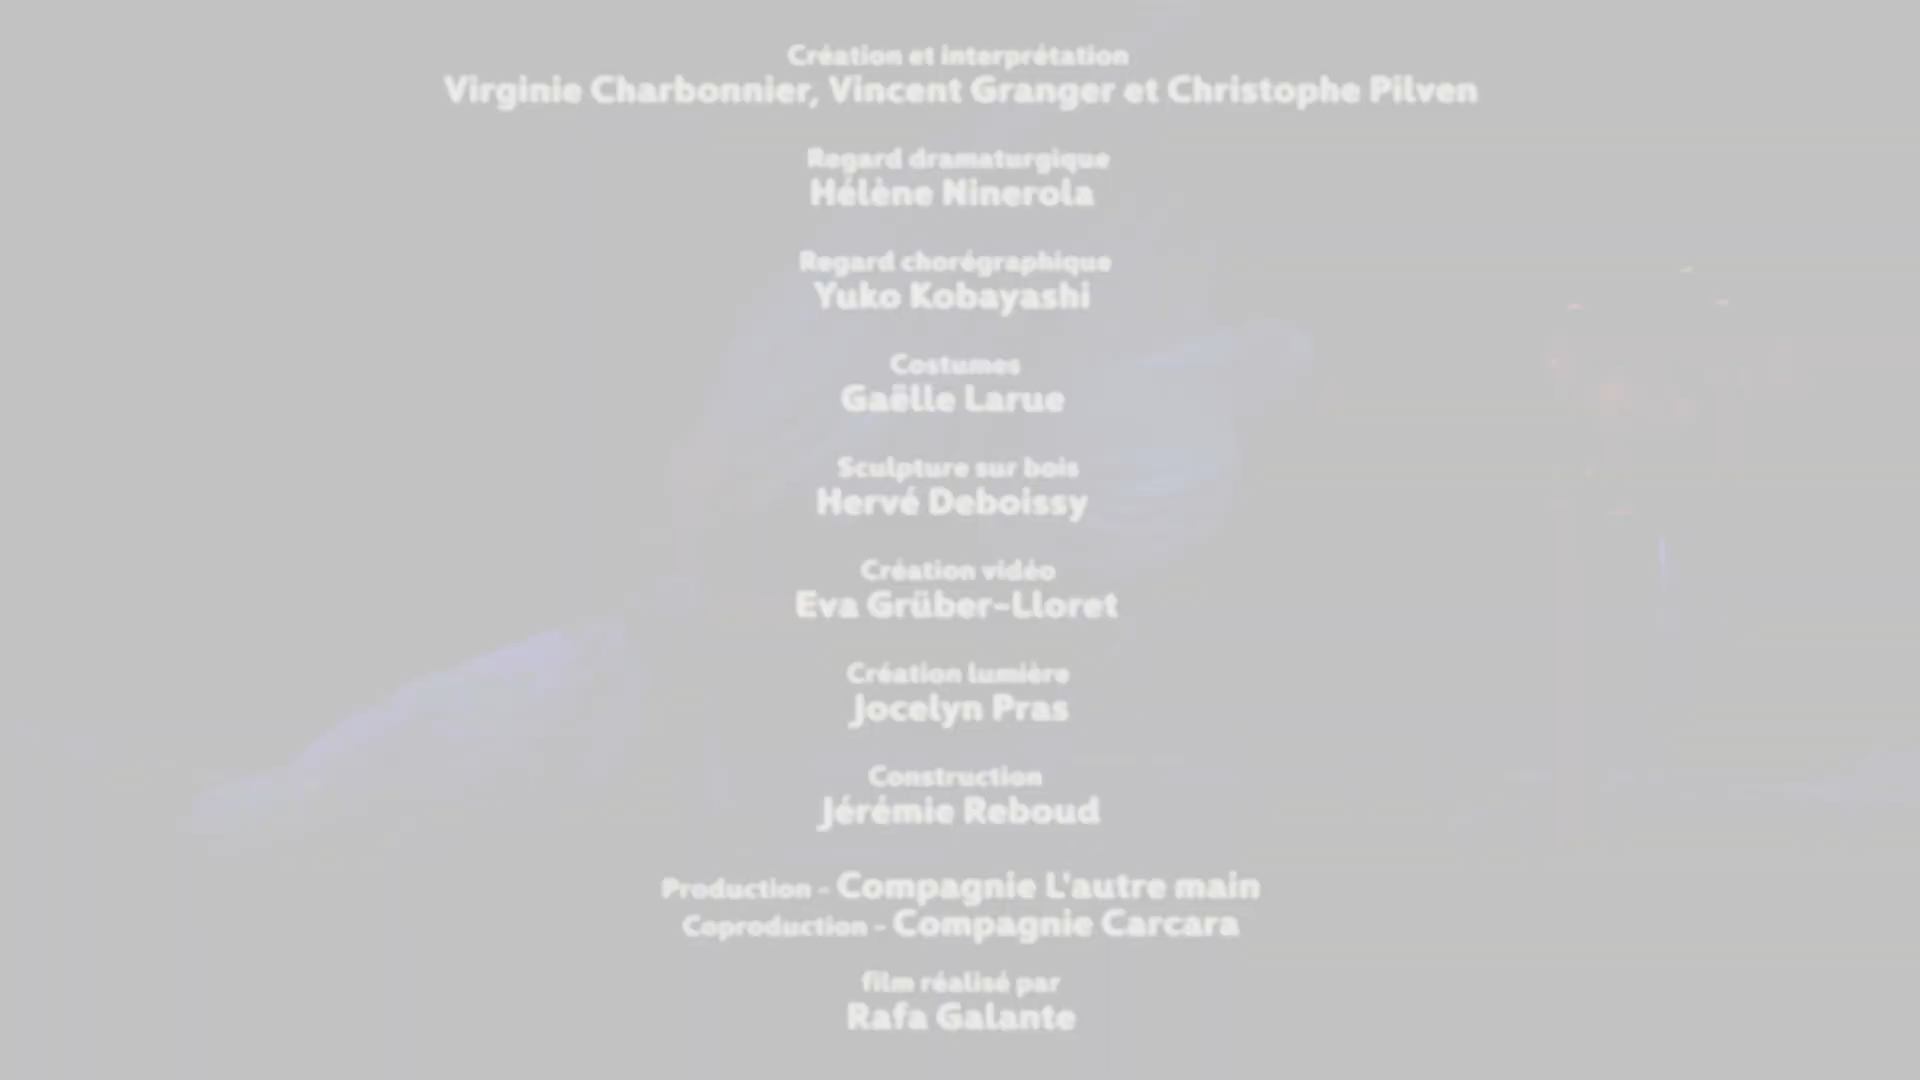 Création et interprétation
Virginie Charbonnier, Vincent Granger et Christophe Pilven
Regard dramaturgique
Hélène Ninerola
Regard chorégraphique
Yuko Kobayashi
Costumes
Gaëlle Larue
Sculpture sur bois
Hervé Deboissy
Création vidéo
Eva Grüber-Lloret
Création lumière
Jocelyn Pras
Construction
Jérémie Reboud
Production - Compagnie L'autre main
Coproduction - Compagnie Carcara
film réalisé par
Rafa Galante